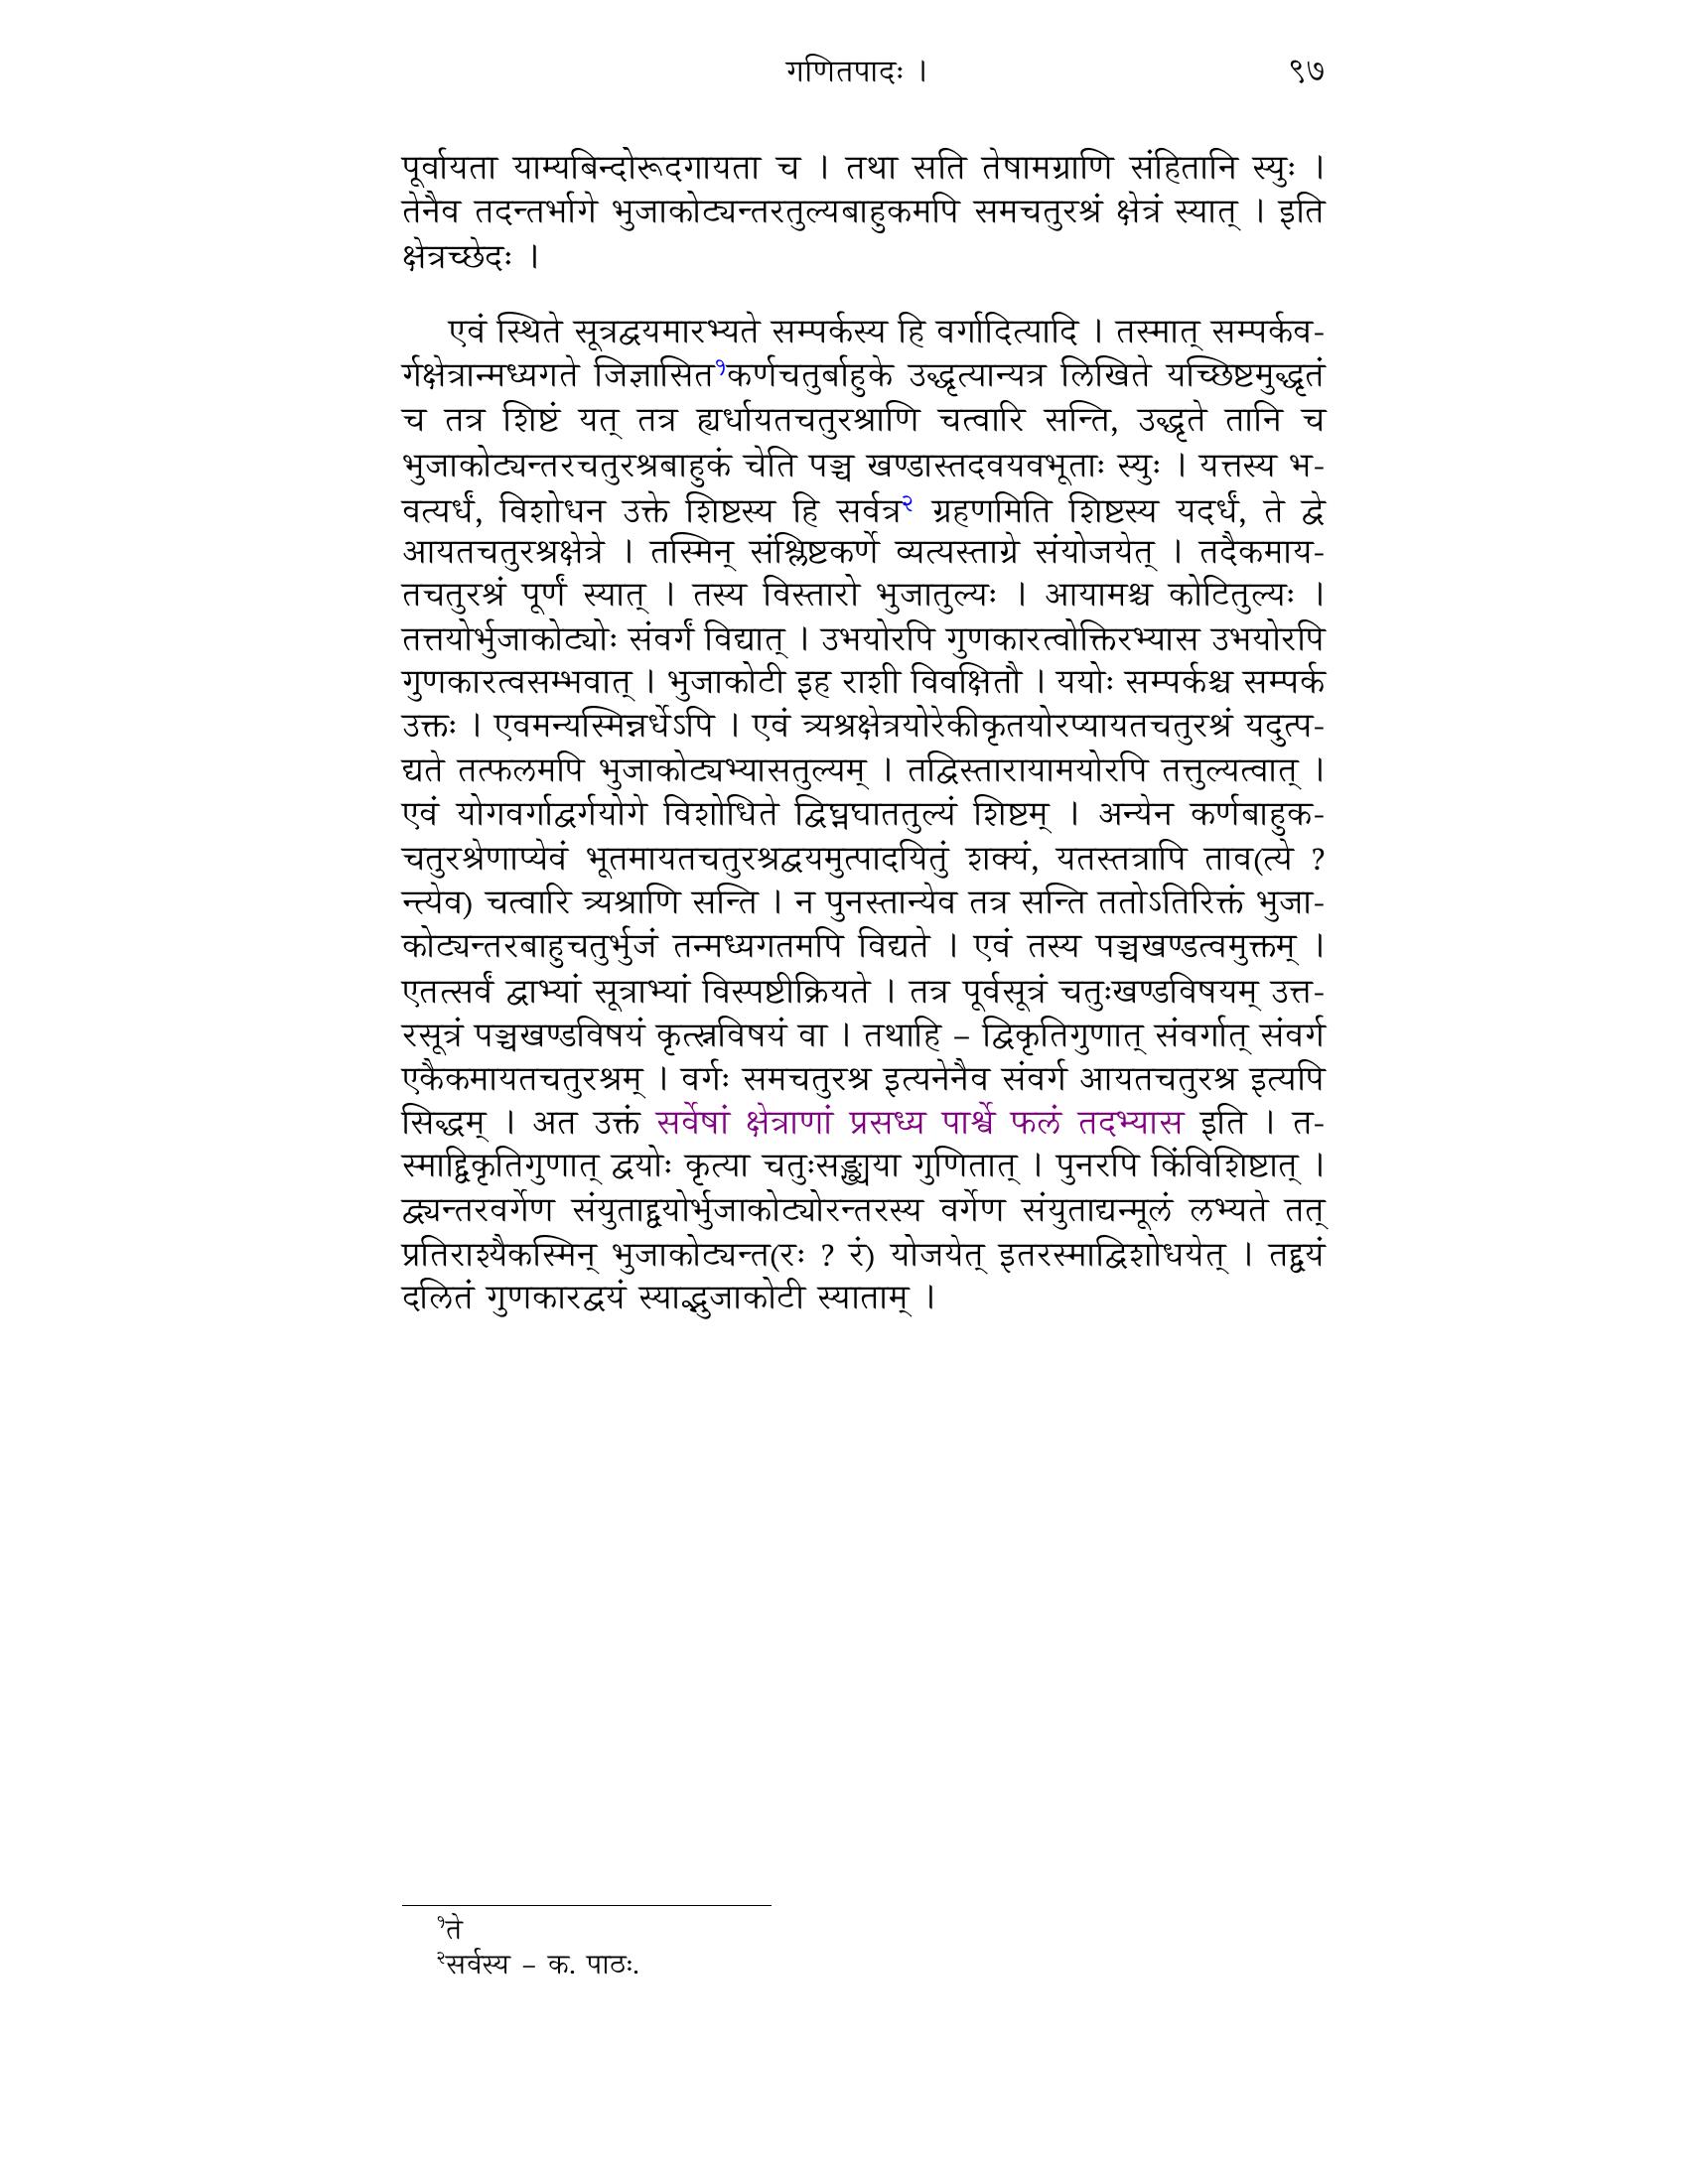 गणितपादः । ९७
पूर्वायता याम्यबिन्दोरूदगायता च । तथा सति तेषामग्राणि संहितानि स्युः ।
तेनैव तदन्तर्भागे भुजाकोट्यन्तरतुल्यबाहुकमपि समचतुरश्रं क्षेत्रं स्यात् । इति
क्षेत्रच्छेदः ।
एवं स्थिते सूत्रद्वयमारभ्यते सम्पर्कस्य हि वर्गादित्यादि । तस्मात् सम्पर्कव-
र्गक्षेत्रान्मध्यगते जिज्ञासित१कर्णचतुर्बाहुके उद्धृत्यान्यत्र लिखिते यच्छिष्टमुद्धृतं
च तत्र शिष्टं यत् तत्र ह्यर्धायतचतुरश्राणि चत्वारि सन्ति, उद्धृते तानि च
भुजाकोट्यन्तरचतुरश्रबाहुकं चेति पञ्च खण्डास्तदवयवभूताः स्युः । यत्तस्य भ-
वत्यर्धं, विशोधन उक्ते शिष्टस्य हि सर्वत्र२ ग्रहणमिति शिष्टस्य यदर्धं, ते द्वे
आयतचतुरश्रक्षेत्रे । तस्मिन् संश्लिष्टकर्णे व्यत्यस्ताग्रे संयोजयेत् । तदैकमाय-
तचतुरश्रं पूर्णं स्यात् । तस्य विस्तारो भुजातुल्यः । आयामश्च कोटितुल्यः ।
तत्तयोर्भुजाकोट्योः संवर्गं विद्यात् । उभयोरपि गुणकारत्वोक्तिरभ्यास उभयोरपि
गुणकारत्वसम्भवात् । भुजाकोटी इह राशी विवक्षितौ । ययोः सम्पर्कश्च सम्पर्क
उक्तः । एवमन्यस्मिन्नर्धेऽपि । एवं त्र्यश्रक्षेत्रयोरेकीकृतयोरप्यायतचतुरश्रं यदुत्प-
द्यते तत्फलमपि भुजाकोट्यभ्यासतुल्यम् । तद्विस्तारायामयोरपि तत्तुल्यत्वात् ।
एवं योगवर्गाद्वर्गयोगे विशोधिते द्विघ्नघाततुल्यं शिष्टम् । अन्येन कर्णबाहुक-
चतुरश्रेणाप्येवं भूतमायतचतुरश्रद्वयमुत्पादयितुं शक्यं, यतस्तत्रापि ताव(त्ये ?
न्त्येव) चत्वारि त्र्यश्राणि सन्ति । न पुनस्तान्येव तत्र सन्ति ततोऽतिरिक्तं भुजा-
कोट्यन्तरबाहुचतुर्भुजं तन्मध्यगतमपि विद्यते । एवं तस्य पञ्चखण्डत्वमुक्तम् ।
एतत्सर्वं द्वाभ्यां सूत्राभ्यां विस्पष्टीक्रियते । तत्र पूर्वसूत्रं चतुःखण्डविषयम् उत्त-
रसूत्रं पञ्चखण्डविषयं कृत्स्नविषयं वा । तथाहि – द्विकृतिगुणात् संवर्गात् संवर्ग
एकैकमायतचतुरश्रम् । वर्गः समचतुरश्र इत्यनेनैव संवर्ग आयतचतुरश्र इत्यपि
सिद्धम् । अत उक्तं सर्वेषां क्षेत्राणां प्रसध्य पार्श्वे फलं तदभ्यास इति । त-
स्माद्द्विकृतिगुणात् द्वयोः कृत्या चतुःसङ्ख्यया गुणितात् । पुनरपि किंविशिष्टात् ।
द्व्यन्तरवर्गेण संयुताद्द्वयोर्भुजाकोट्योरन्तरस्य वर्गेण संयुताद्यन्मूलं लभ्यते तत्
प्रतिराश्यैकस्मिन् भुजाकोट्यन्त(रः ? रं) योजयेत् इतरस्माद्विशोधयेत् । तद्द्वयं
दलितं गुणकारद्वयं स्याद्भुजाकोटी स्याताम् ।
१ते
२सर्वस्य – क. पाठः.